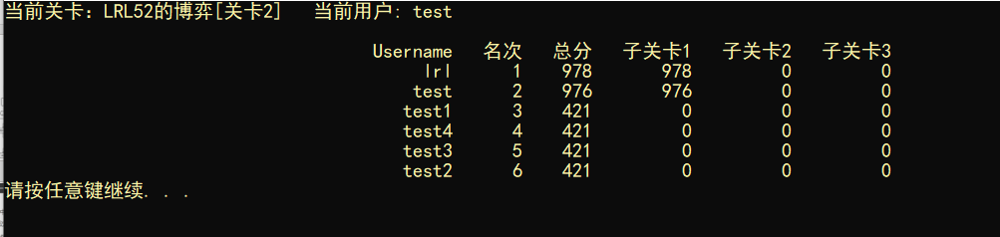 当前关卡：LRL52的博弈[关卡2]   当前用户: test
Username   名次   总分   子关卡1   子关卡2   子关卡3
lrl   1   978   978   0   0
test   2   976   976   0   0
test1   3   421   0   0   0
test4   4   421   0   0   0
test3   5   421   0   0   0
test2   6   421   0   0   0
请按任意键继续. . .